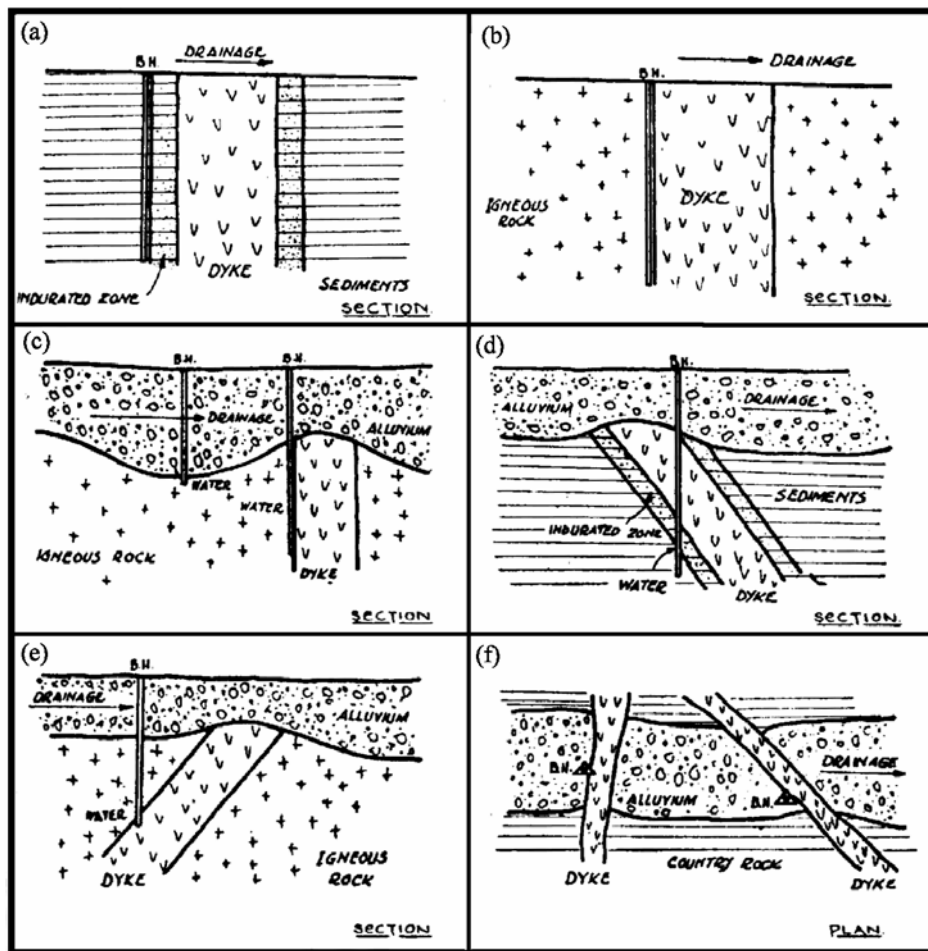 (a)
DRAINAGE
B.H.
DYKE
INDURATED ZONE
SEDIMENTS
SECTION.
(b)
B.H.
DRAINAGE
IGNEOUS
ROCK
DYKE
SECTION.
(c)
B.H.
B.H.
DRAINAGE
ALLUVIUM
WATER
WATER
IGNEOUS ROCK
DYKE
SECTION
(d)
B.H.
ALLUVIUM
DRAINAGE
SEDIMENTS
INDURATED
ZONE
WATER
DYKE
SECTION
(e)
B.H.
DRAINAGE
ALLUVIUM
WATER
DYKE
IGNEOUS
ROCK
SECTION
(f)
B.H.
DRAINAGE
ALLUVIUM
B.H.
COUNTRY ROCK
DYKE
DYKE
PLAN.